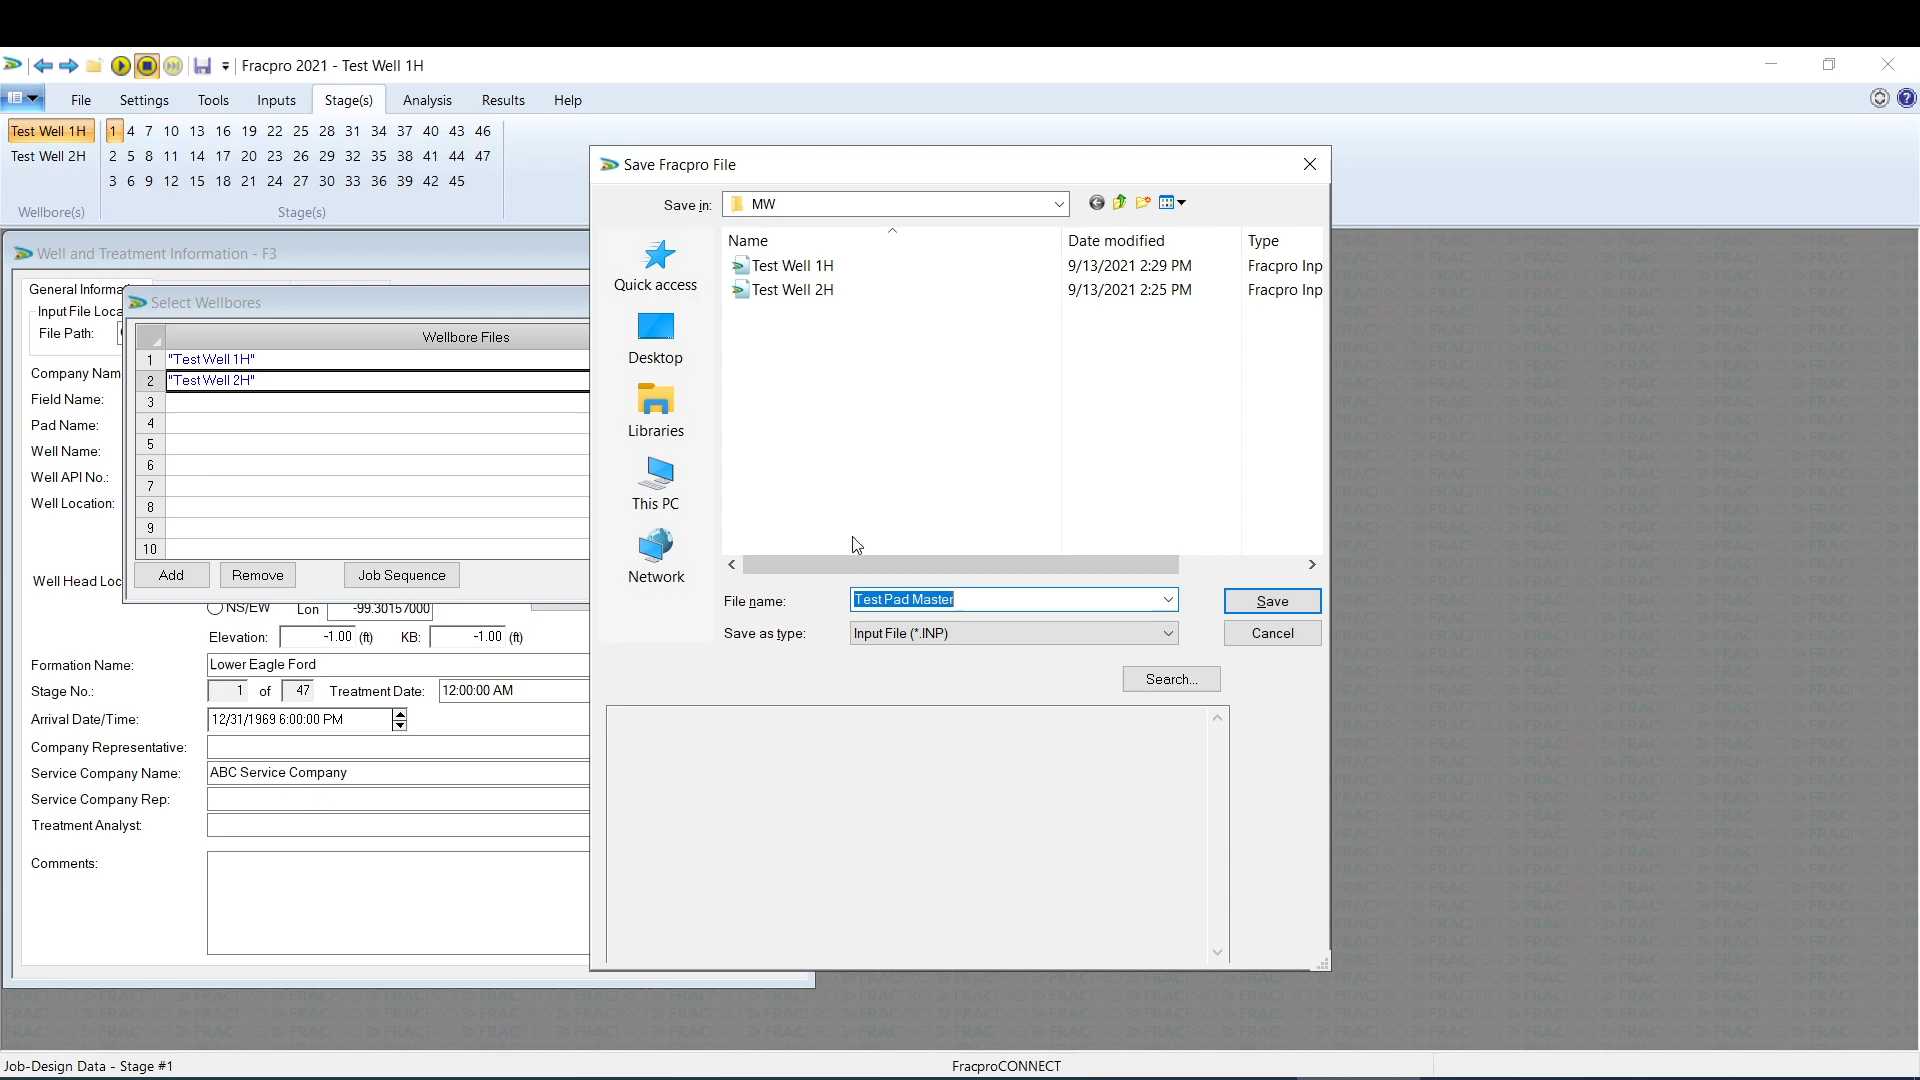 Fracpro 2021 - Test Well 1H
File Settings Tools Inputs Stage(s) Analysis Results Help
Test Well 1H 1 4 7 10 13 16 19 22 25 28 31 34 37 40 43 46
Test Well 2H 2 5 8 11 14 17 20 23 26 29 32 35 38 41 44 47
3 6 9 12 15 18 21 24 27 30 33 36 39 42 45
Wellbore(s) Stage(s)
Well and Treatment Information - F3
General Informa
Input File Loca
File Path:
Company Nam
Field Name:
Pad Name:
Well Name:
Well API No.:
Well Location:
Well Head Loc
NS/EW Lon -99.30157000
Elevation: -1.00 (ft) KB: -1.00 (ft)
Formation Name: Lower Eagle Ford
Stage No.: 1 of 47 Treatment Date: 12:00:00 AM
Arrival Date/Time: 12/31/1969 6:00:00 PM
Company Representative:
Service Company Name: ABC Service Company
Service Company Rep:
Treatment Analyst:
Comments:
Select Wellbores
Wellbore Files
1 "Test Well 1H"
2 "Test Well 2H"
3
4
5
6
7
8
9
10
Add Remove Job Sequence
Save Fracpro File
Save in: MW
Quick access
Desktop
Libraries
This PC
Network
Name Date modified Type
Test Well 1H 9/13/2021 2:29 PM Fracpro Inp
Test Well 2H 9/13/2021 2:25 PM Fracpro Inp
File name: Test Pad Master Save
Save as type: Input File (*.INP) Cancel
Search...
Job-Design Data - Stage #1 FracproCONNECT